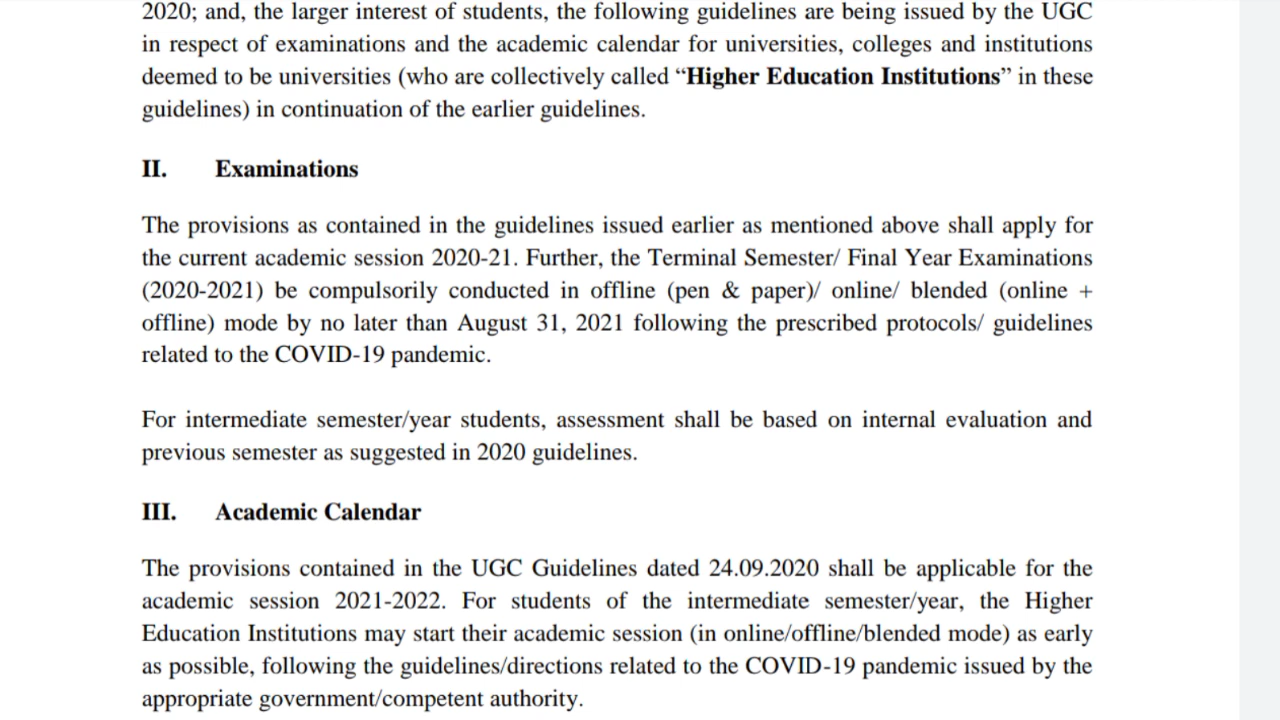 2020; and, the larger interest of students, the following guidelines are being issued by the UGC
in respect of examinations and the academic calendar for universities, colleges and institutions
deemed to be universities (who are collectively called “Higher Education Institutions” in these
guidelines) in continuation of the earlier guidelines.
II. Examinations
The provisions as contained in the guidelines issued earlier as mentioned above shall apply for
the current academic session 2020-21. Further, the Terminal Semester/ Final Year Examinations
(2020-2021) be compulsorily conducted in offline (pen & paper)/ online/ blended (online +
offline) mode by no later than August 31, 2021 following the prescribed protocols/ guidelines
related to the COVID-19 pandemic.
For intermediate semester/year students, assessment shall be based on internal evaluation and
previous semester as suggested in 2020 guidelines.
III. Academic Calendar
The provisions contained in the UGC Guidelines dated 24.09.2020 shall be applicable for the
academic session 2021-2022. For students of the intermediate semester/year, the Higher
Education Institutions may start their academic session (in online/offline/blended mode) as early
as possible, following the guidelines/directions related to the COVID-19 pandemic issued by the
appropriate government/competent authority.